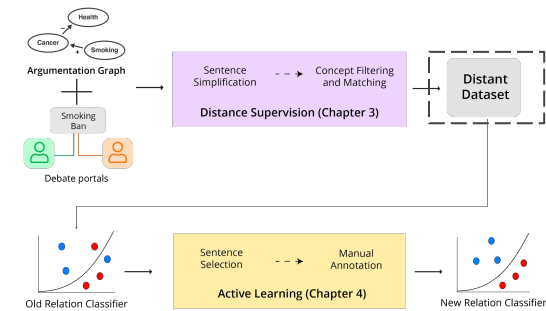 Health
–
Cancer
Smoking
+
Argumentation Graph
Smoking
Ban
Debate portals
Sentence
Simplification
Concept Filtering
and Matching
Distance Supervision (Chapter 3)
Distant
Dataset
Old Relation Classifier
Sentence
Selection
Manual
Annotation
Active Learning (Chapter 4)
New Relation Classifier